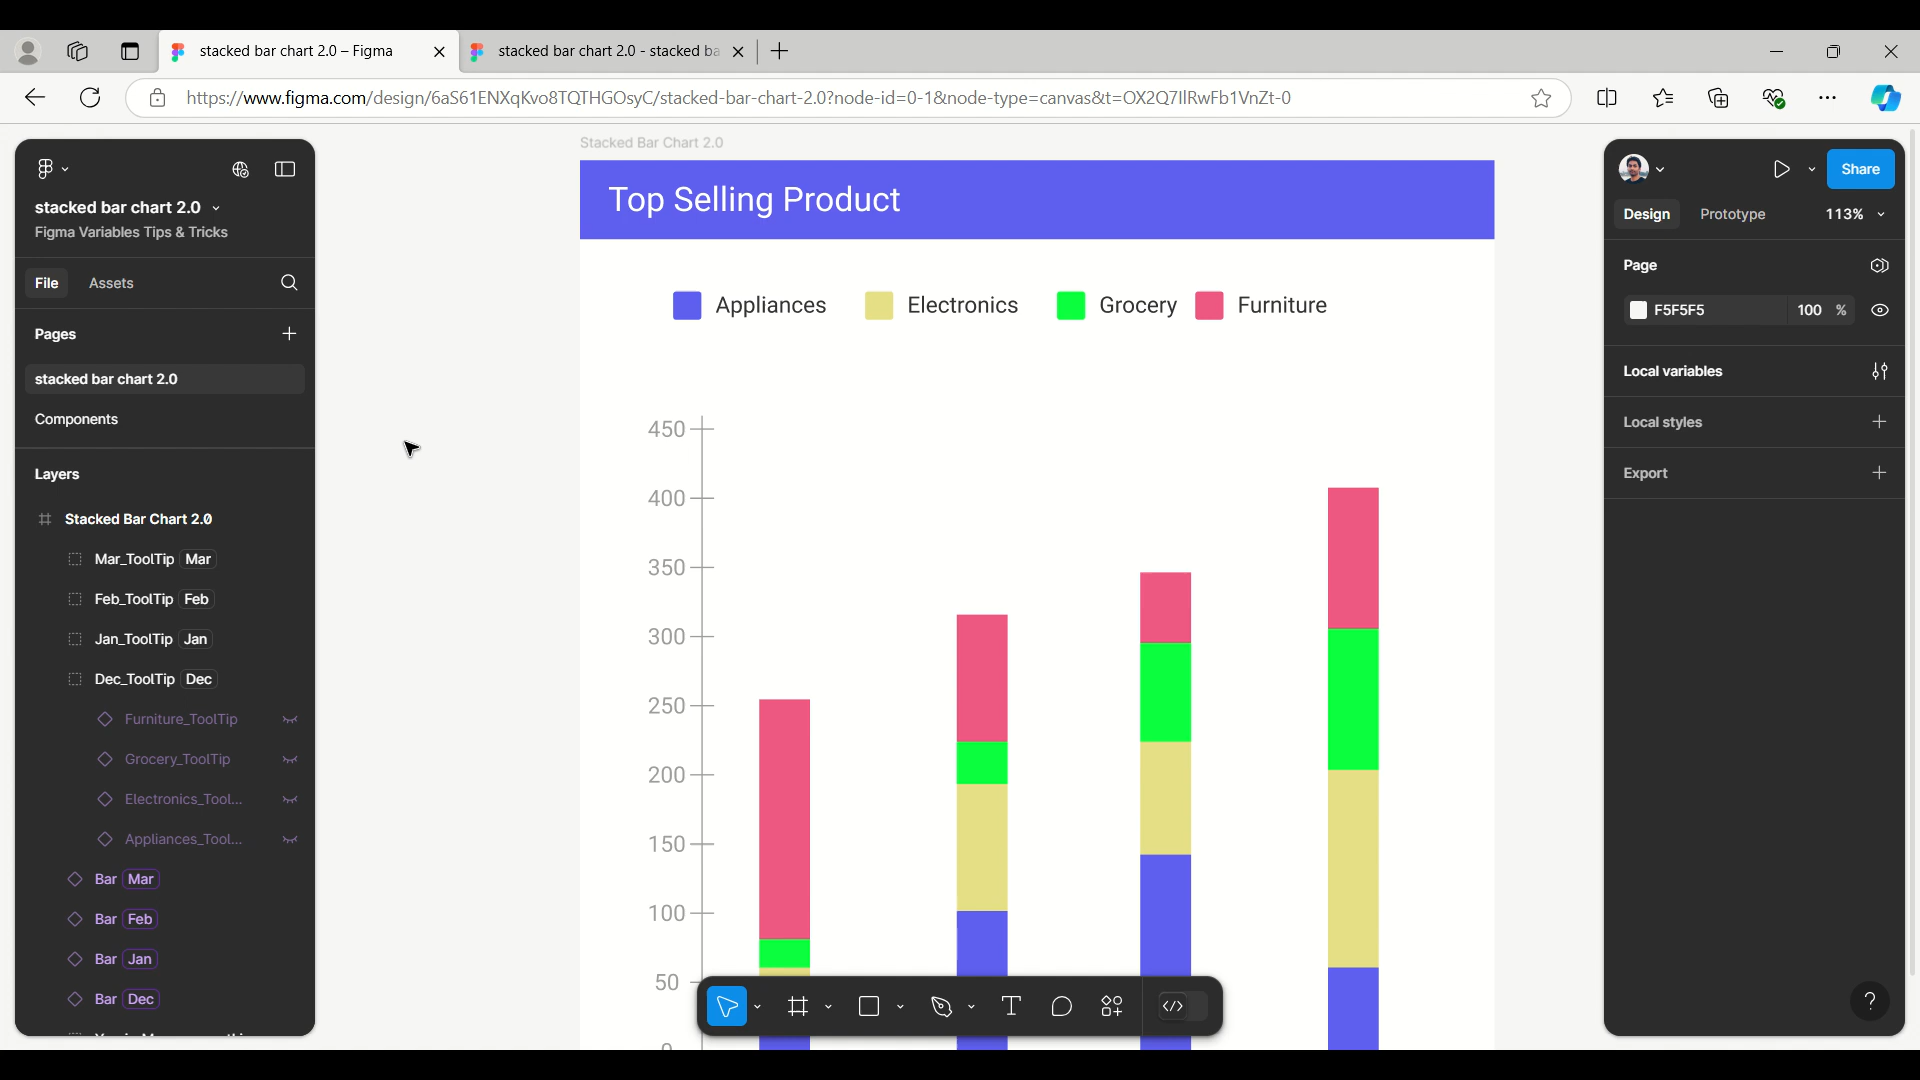 stacked bar chart 2.0 – Figma
stacked bar chart 2.0 - stacked ba
https://www.figma.com/design/6aS61ENXqKvo8TQTHGOsyC/stacked-bar-chart-2.0?node-id=0-1&node-type=canvas&t=OX2Q7IlRwFb1VnZt-0
stacked bar chart 2.0
Figma Variables Tips & Tricks
File Assets
Pages
stacked bar chart 2.0
Components
Layers
Stacked Bar Chart 2.0
Mar_ToolTip Mar
Feb_ToolTip Feb
Jan_ToolTip Jan
Dec_ToolTip Dec
Furniture_ToolTip
Grocery_ToolTip
Electronics_Tool...
Appliances_Tool...
Bar Mar
Bar Feb
Bar Jan
Bar Dec
Stacked Bar Chart 2.0
Top Selling Product
Appliances Electronics Grocery Furniture
450
400
350
300
250
200
150
100
50
0
Share
Design Prototype 113%
Page
F5F5F5 100 %
Local variables
Local styles
Export
?